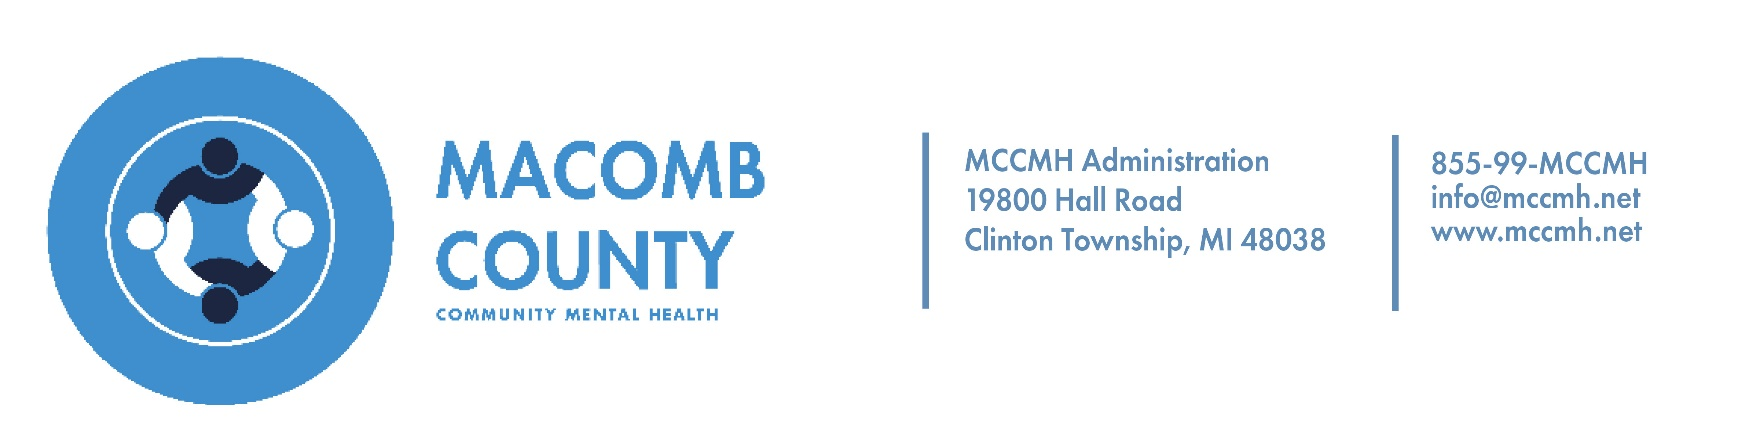 MACOMB
COUNTY
COMMUNITY MENTAL HEALTH
MCCMH Administration
19800 Hall Road
Clinton Township, MI 48038
855-99-MCCMH
info@mccmh.net
www.mccmh.net